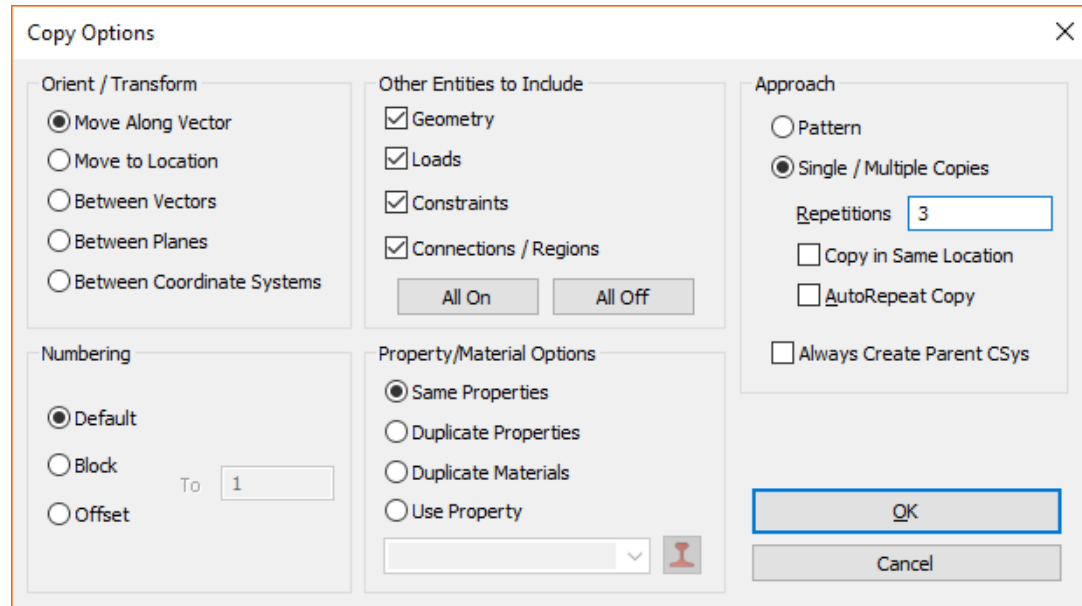 Copy Options
Orient / Transform
Move Along Vector
Move to Location
Between Vectors
Between Planes
Between Coordinate Systems
Other Entities to Include
Geometry
Loads
Constraints
Connections / Regions
All On
All Off
Approach
Pattern
Single / Multiple Copies
Repetitions 3
Copy in Same Location
AutoRepeat Copy
Always Create Parent CSys
Numbering
Default
Block
To 1
Offset
Property/Material Options
Same Properties
Duplicate Properties
Duplicate Materials
Use Property
OK
Cancel